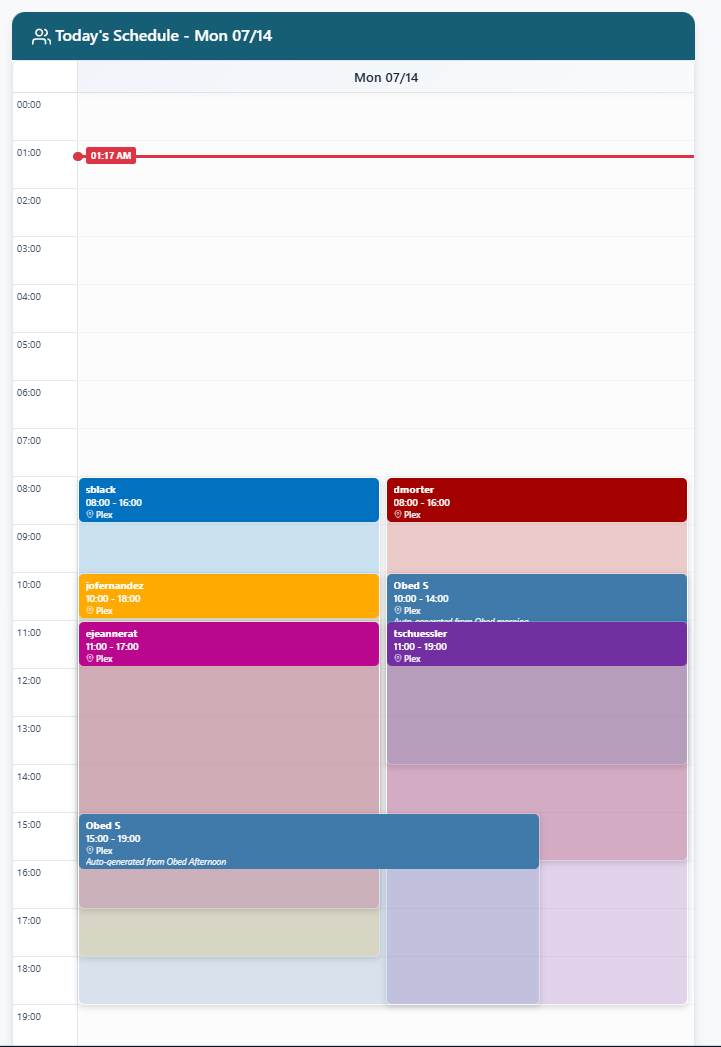 Today's Schedule - Mon 07/14
Mon 07/14
00:00
01:00
01:17 AM
02:00
03:00
04:00
05:00
06:00
07:00
08:00
sblack
08:00 - 16:00
Plex
dmorter
08:00 - 16:00
Plex
09:00
10:00
jofernandez
10:00 - 18:00
Plex
Obed S
10:00 - 14:00
Plex
Auto-generated from Obed morning
11:00
ejeannerat
11:00 - 17:00
Plex
tschuessler
11:00 - 19:00
Plex
12:00
13:00
14:00
15:00
Obed S
15:00 - 19:00
Plex
Auto-generated from Obed Afternoon
16:00
17:00
18:00
19:00